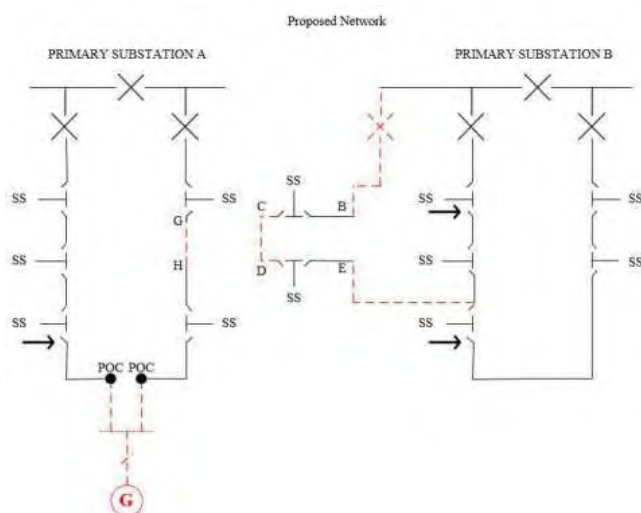 Proposed Network
PRIMARY SUBSTATION A
PRIMARY SUBSTATION B
SS
SS
G
SS
H
SS
SS
POC
POC
G
SS
C
B
D
E
SS
SS
SS
SS
SS